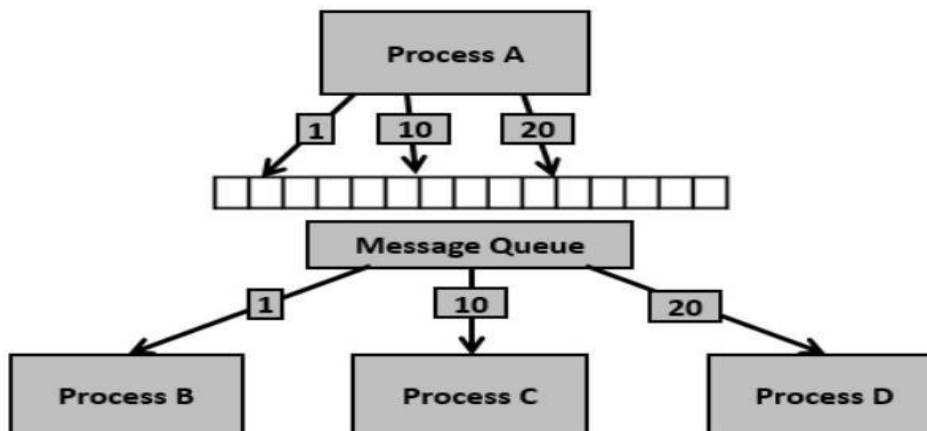 Process A
1
10
20
Message Queue
1
10
20
Process B
Process C
Process D